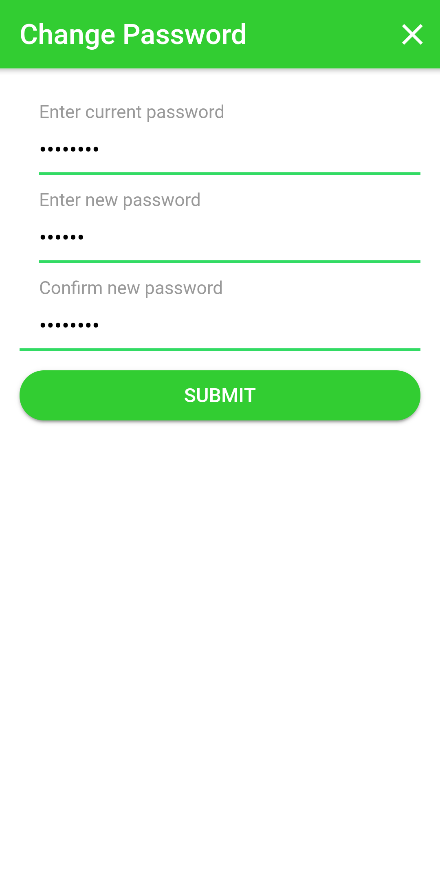 Change Password
Enter current password
••••••••
Enter new password
••••••
Confirm new password
••••••••
SUBMIT